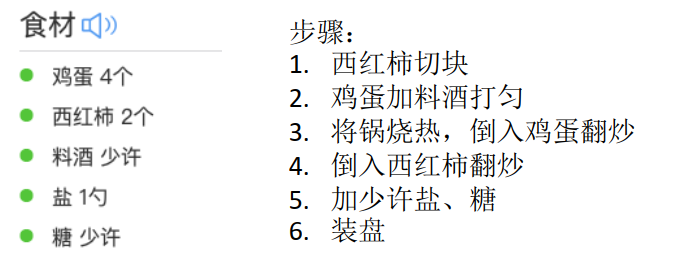 食材
鸡蛋 4个
西红柿 2个
料酒 少许
盐 1勺
糖 少许
步骤：
1. 西红柿切块
2. 鸡蛋加料酒打匀
3. 将锅烧热，倒入鸡蛋翻炒
4. 倒入西红柿翻炒
5. 加少许盐、糖
6. 装盘